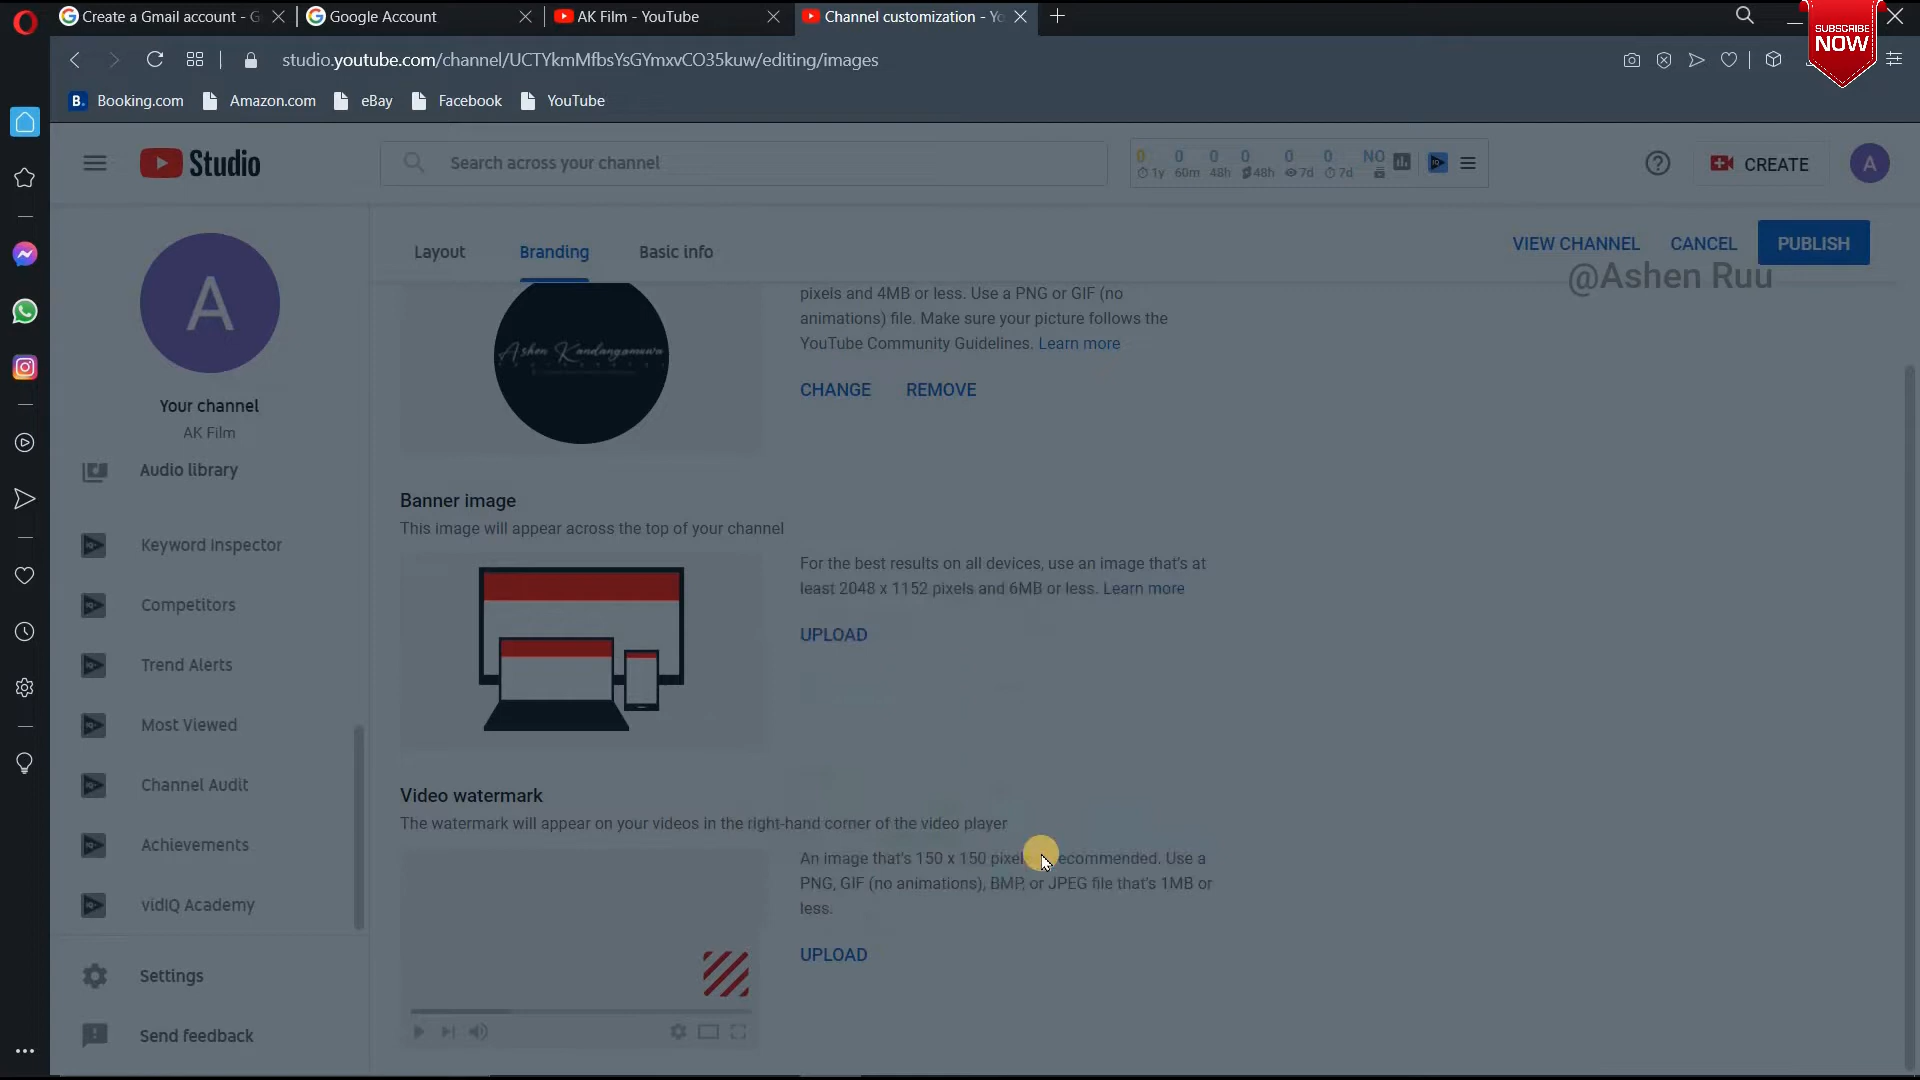 Create a Gmail account - G
Google Account
AK Film - YouTube
Channel customization - Yo
SUBSCRIBE
NOW
studio.youtube.com/channel/UCTYkmMfbsYsGYmxvCO35kuw/editing/images
B. Booking.com
Amazon.com
eBay
Facebook
YouTube
Studio
Search across your channel
0 0 0 0 0 0 NO
1y 60m 48h 48h 7d 7d
CREATE
A
A
Your channel
AK Film
Audio library
Keyword Inspector
Competitors
Trend Alerts
Most Viewed
Channel Audit
Achievements
vidIQ Academy
Settings
Send feedback
Layout
Branding
Basic info
VIEW CHANNEL
CANCEL
PUBLISH
@Ashen Ruu
pixels and 4MB or less. Use a PNG or GIF (no
animations) file. Make sure your picture follows the
YouTube Community Guidelines. Learn more
CHANGE
REMOVE
Banner image
This image will appear across the top of your channel
For the best results on all devices, use an image that's at
least 2048 x 1152 pixels and 6MB or less. Learn more
UPLOAD
Video watermark
The watermark will appear on your videos in the right-hand corner of the video player
An image that's 150 x 150 recommended. Use a
PNG, GIF (no animations), BMP, or JPEG file that's 1MB or
less.
UPLOAD